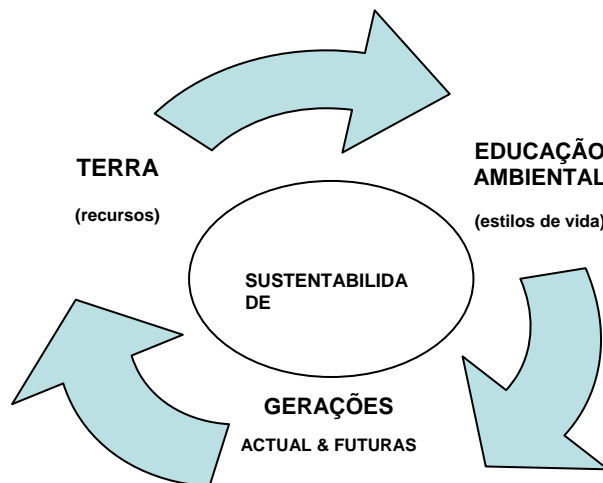 TERRA
(recursos)
EDUCAÇÃO
AMBIENTAL
(estilos de vida)
SUSTENTABILIDA
DE
GERAÇÕES
ACTUAL & FUTURAS